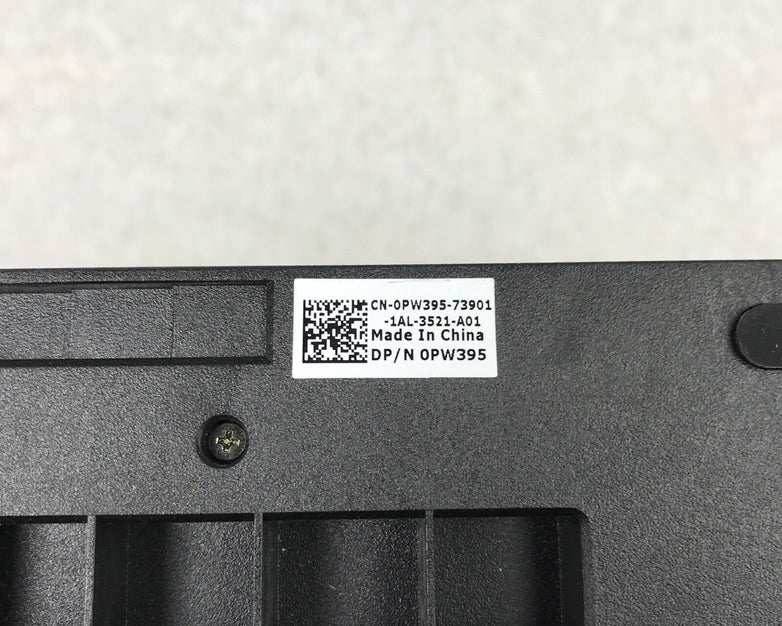 CN-0PW395-73901
-1AL-3521-A01
Made In China
DP/N 0PW395